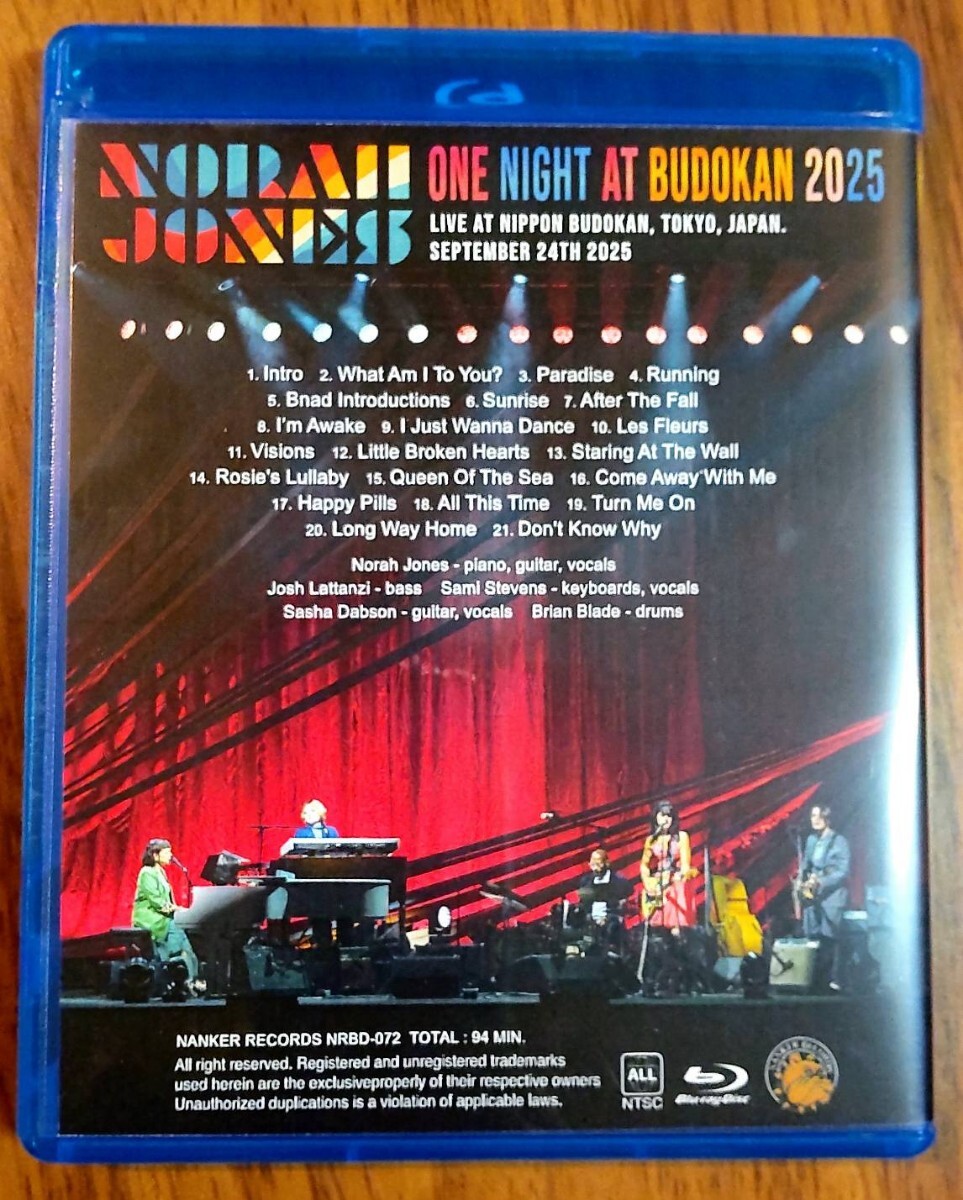 NORAH
JONES
ONE NIGHT AT BUDOKAN 2025
LIVE AT NIPPON BUDOKAN, TOKYO, JAPAN.
SEPTEMBER 24TH 2025
1. Intro 2. What Am I To You? 3. Paradise 4. Running
5. Bnad Introductions 6. Sunrise 7. After The Fall
8. I'm Awake 9. I Just Wanna Dance 10. Les Fleurs
11. Visions 12. Little Broken Hearts 13. Staring At The Wall
14. Rosie's Lullaby 15. Queen Of The Sea 16. Come Away With Me
17. Happy Pills 18. All This Time 19. Turn Me On
20. Long Way Home 21. Don't Know Why
Norah Jones - piano, guitar, vocals
Josh Lattanzi - bass Sami Stevens - keyboards, vocals
Sasha Dabson - guitar, vocals Brian Blade - drums
NANKER RECORDS NRBD-072 TOTAL : 94 MIN.
All right reserved. Registered and unregistered trademarks
used herein are the exclusiveproperly of their respective owners
Unauthorized duplications is a violation of applicable laws.
ALL
NTSC
Blu-ray Disc